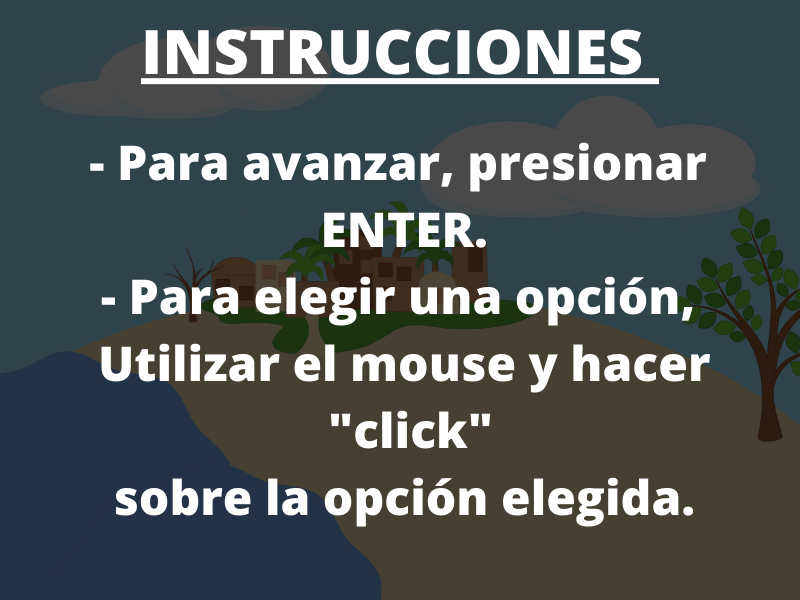 INSTRUCCIONES
- Para avanzar, presionar
ENTER.
- Para elegir una opción,
Utilizar el mouse y hacer
"click"
sobre la opción elegida.